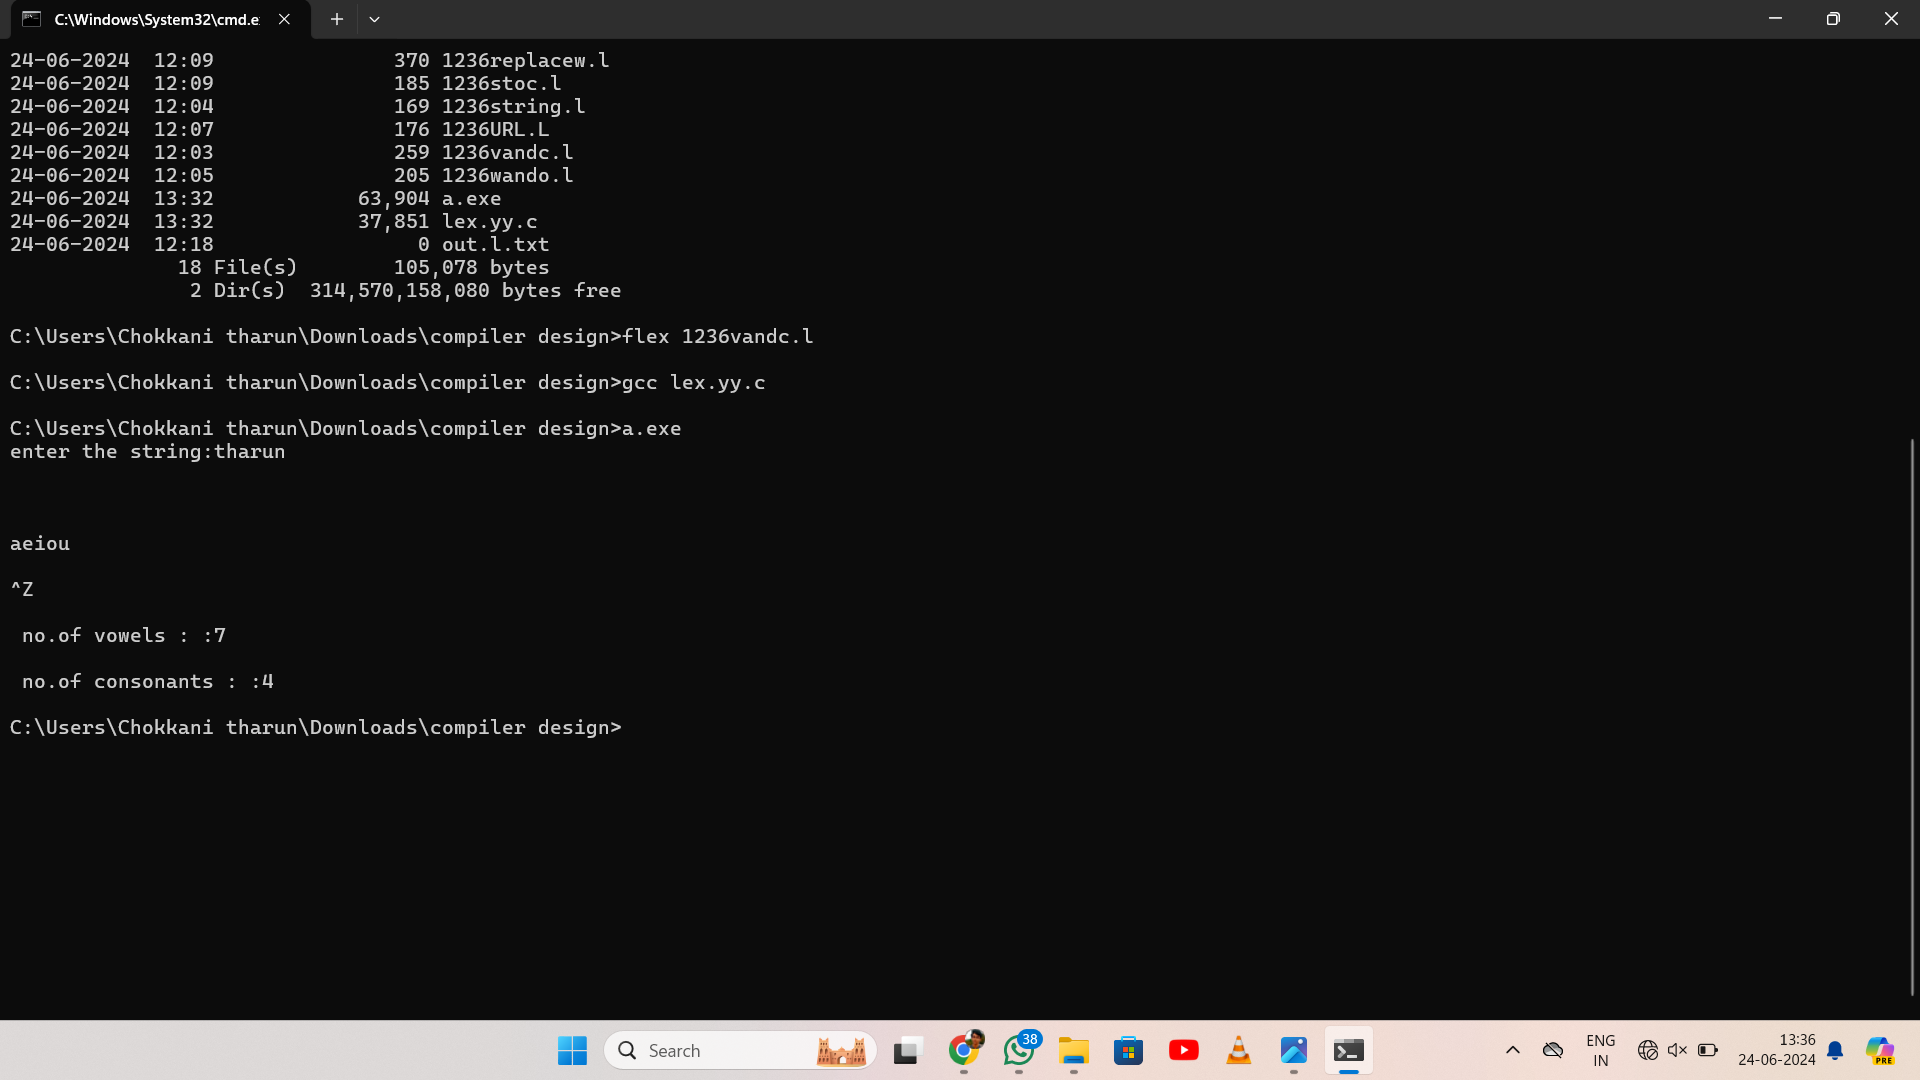 C:\Windows\System32\cmd.e
24-06-2024  12:09               370 1236replacew.l
24-06-2024  12:09               185 1236stoc.l
24-06-2024  12:04               169 1236string.l
24-06-2024  12:07               176 1236URL.L
24-06-2024  12:03               259 1236vandc.l
24-06-2024  12:05               205 1236wando.l
24-06-2024  13:32            63,904 a.exe
24-06-2024  13:32            37,851 lex.yy.c
24-06-2024  12:18                 0 out.l.txt
18 File(s)        105,078 bytes
2 Dir(s)  314,570,158,080 bytes free
C:\Users\Chokkani tharun\Downloads\compiler design>flex 1236vandc.l
C:\Users\Chokkani tharun\Downloads\compiler design>gcc lex.yy.c
C:\Users\Chokkani tharun\Downloads\compiler design>a.exe
enter the string:tharun
aeiou
^Z
no.of vowels : :7
no.of consonants : :4
C:\Users\Chokkani tharun\Downloads\compiler design>
Search
38
ENG
IN
13:36
24-06-2024
PRE